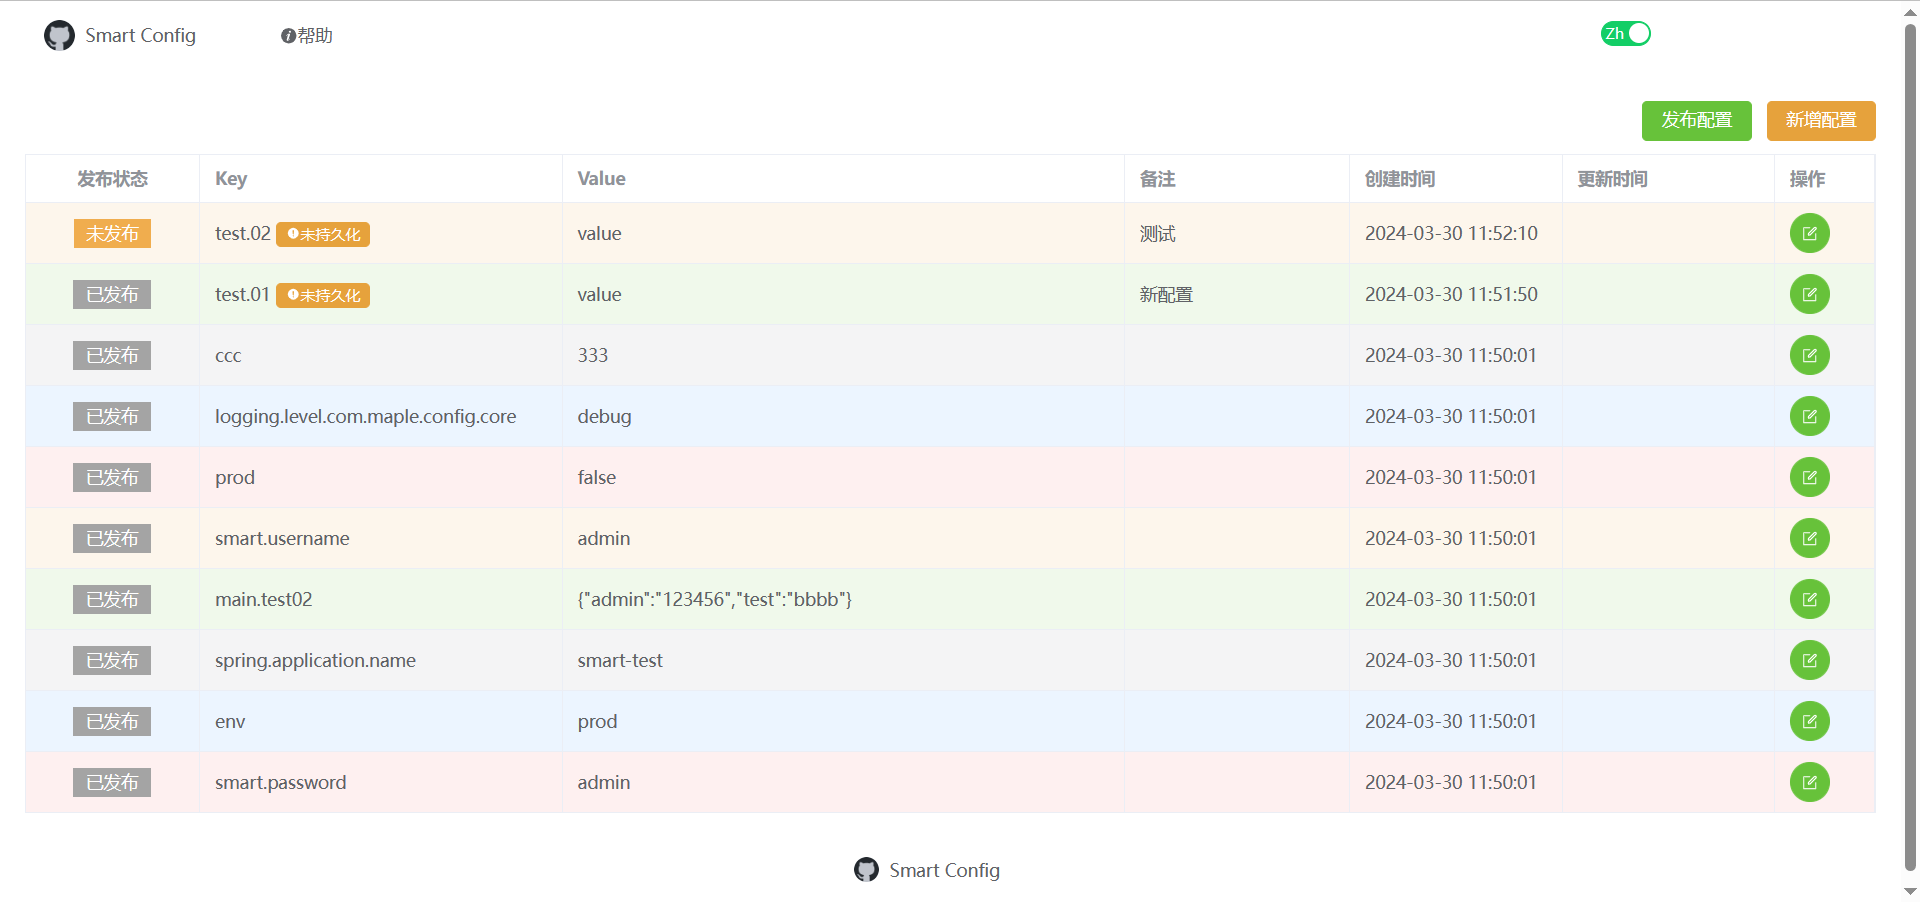 Smart Config 帮助 Zh
发布配置 新增配置
发布状态 Key Value 备注 创建时间 更新时间 操作
未发布 test.02 未持久化 value 测试 2024-03-30 11:52:10
已发布 test.01 未持久化 value 新配置 2024-03-30 11:51:50
已发布 ccc 333 2024-03-30 11:50:01
已发布 logging.level.com.maple.config.core debug 2024-03-30 11:50:01
已发布 prod false 2024-03-30 11:50:01
已发布 smart.username admin 2024-03-30 11:50:01
已发布 main.test02 {"admin":"123456","test":"bbbb"} 2024-03-30 11:50:01
已发布 spring.application.name smart-test 2024-03-30 11:50:01
已发布 env prod 2024-03-30 11:50:01
已发布 smart.password admin 2024-03-30 11:50:01
Smart Config